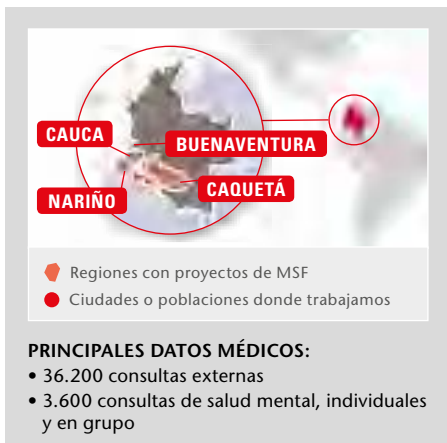 CAUCA
BUENAVENTURA
NARIÑO
CAQUETÁ
Regiones con proyectos de MSF
Ciudades o poblaciones donde trabajamos
PRINCIPALES DATOS MÉDICOS:
• 36.200 consultas externas
• 3.600 consultas de salud mental, individuales
y en grupo